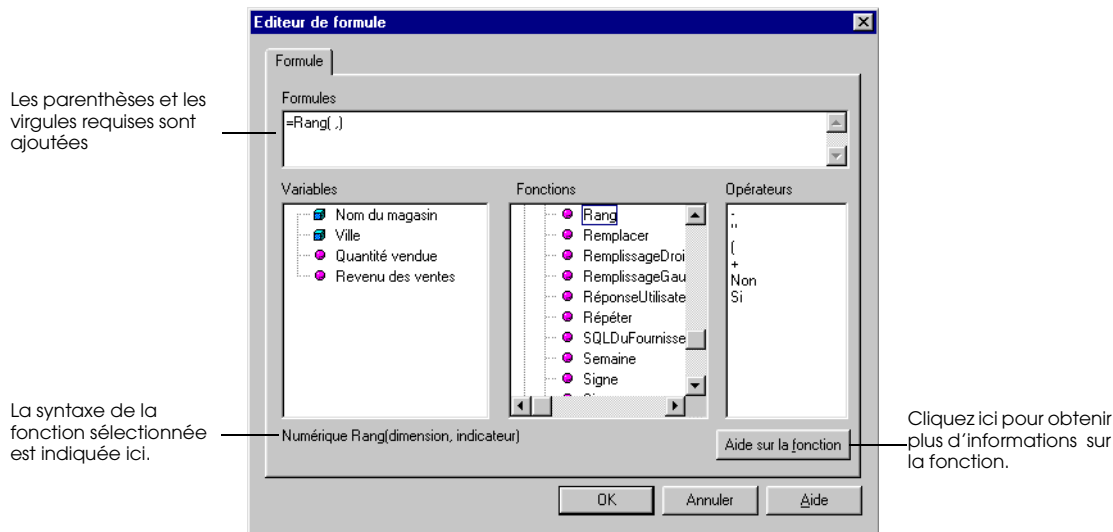 Editeur de formule
Formule
Les parenthèses et les
virgules requises sont
ajoutées
Formules
=Rang( ,)
Variables
Nom du magasin
Ville
Quantité vendue
Revenu des ventes
Fonctions
Rang
Remplacer
RemplissageDroi
RemplissageGau
RéponseUtilisate
Répéter
SQLDuFournisse
Semaine
Signe
Opérateurs
-
"
(
+
Non
Si
La syntaxe de la
fonction sélectionnée
est indiquée ici.
Numérique Rang(dimension, indicateur)
Aide sur la fonction
Cliquez ici pour obtenir
plus d'informations sur
la fonction.
OK
Annuler
Aide